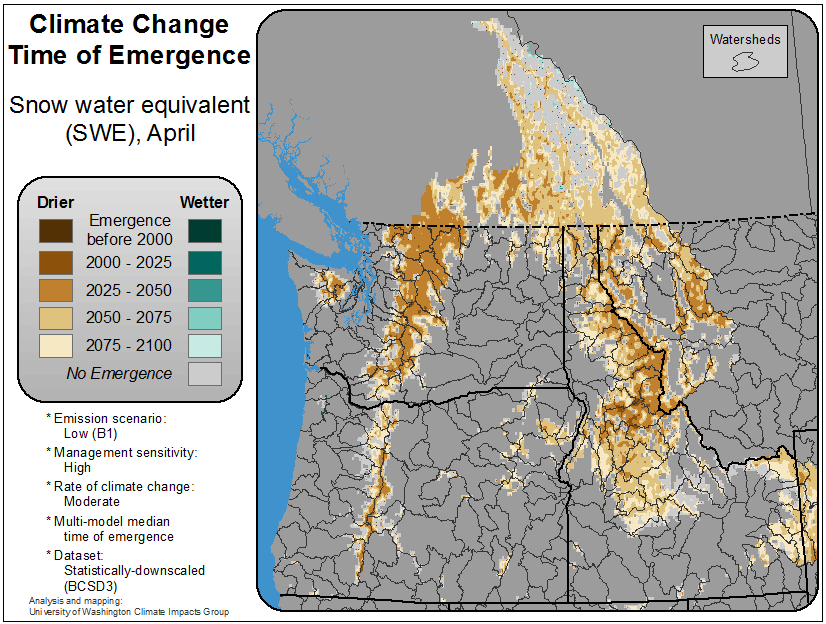 Climate Change
Time of Emergence
Snow water equivalent
(SWE), April
Drier
Wetter
Emergence
before 2000
2000 - 2025
2025 - 2050
2050 - 2075
2075 - 2100
No Emergence
* Emission scenario:
Low (B1)
* Management sensitivity:
High
* Rate of climate change:
Moderate
* Multi-model median
time of emergence
* Dataset:
Statistically-downscaled
(BCSD3)
Analysis and mapping:
University of Washington Climate Impacts Group
Watersheds